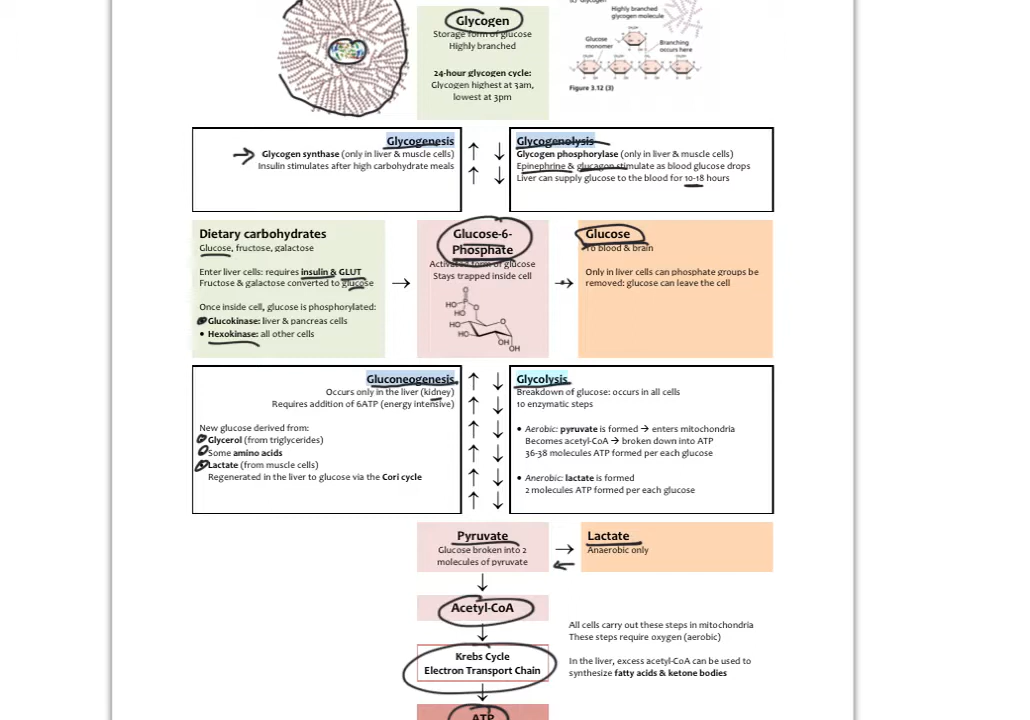 Glycogen
Storage form of glucose
Highly branched
24-hour glycogen cycle:
Glycogen highest at 3am,
lowest at 3pm
Highly branched
glycogen molecule
Glucose
monomer
Branching
occurs here
Figure 3.12 (3)
Glycogenesis
Glycogen synthase (only in liver & muscle cells)
Insulin stimulates after high carbohydrate meals
Glycogenolysis
Glycogen phosphorylase (only in liver & muscle cells)
Epinephrine & glucagon stimulate as blood glucose drops
Liver can supply glucose to the blood for 10-18 hours
Dietary carbohydrates
Glucose, fructose, galactose
Enter liver cells: requires insulin & GLUT
Fructose & galactose converted to glucose
Once inside cell, glucose is phosphorylated:
Glucokinase: liver & pancreas cells
• Hexokinase: all other cells
Glucose-6-
Phosphate
Activated form of glucose
Stays trapped inside cell
O
HO P O
HO
HO O
HO
OH
OH
Glucose
To blood & brain
Only in liver cells can phosphate groups be
removed: glucose can leave the cell
Gluconeogenesis
Occurs only in the liver (kidney)
Requires addition of 6ATP (energy intensive)
New glucose derived from:
Glycerol (from triglycerides)
Some amino acids
Lactate (from muscle cells)
Regenerated in the liver to glucose via the Cori cycle
Glycolysis
Breakdown of glucose: occurs in all cells
10 enzymatic steps
• Aerobic: pyruvate is formed → enters mitochondria
Becomes acetyl-CoA → broken down into ATP
36-38 molecules ATP formed per each glucose
• Anerobic: lactate is formed
2 molecules ATP formed per each glucose
Pyruvate
Glucose broken into 2
molecules of pyruvate
Lactate
Anaerobic only
Acetyl-CoA
All cells carry out these steps in mitochondria
These steps require oxygen (aerobic)
Krebs Cycle
Electron Transport Chain
In the liver, excess acetyl-CoA can be used to
synthesize fatty acids & ketone bodies
ATP